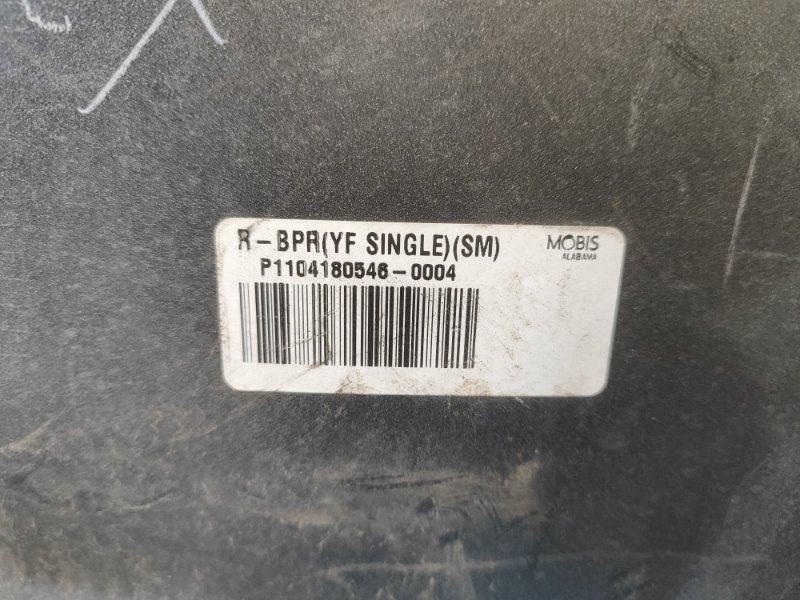 R-BPR(YF SINGLE)(SM)
MOBIS
ALABAMA
P1104180546-0004